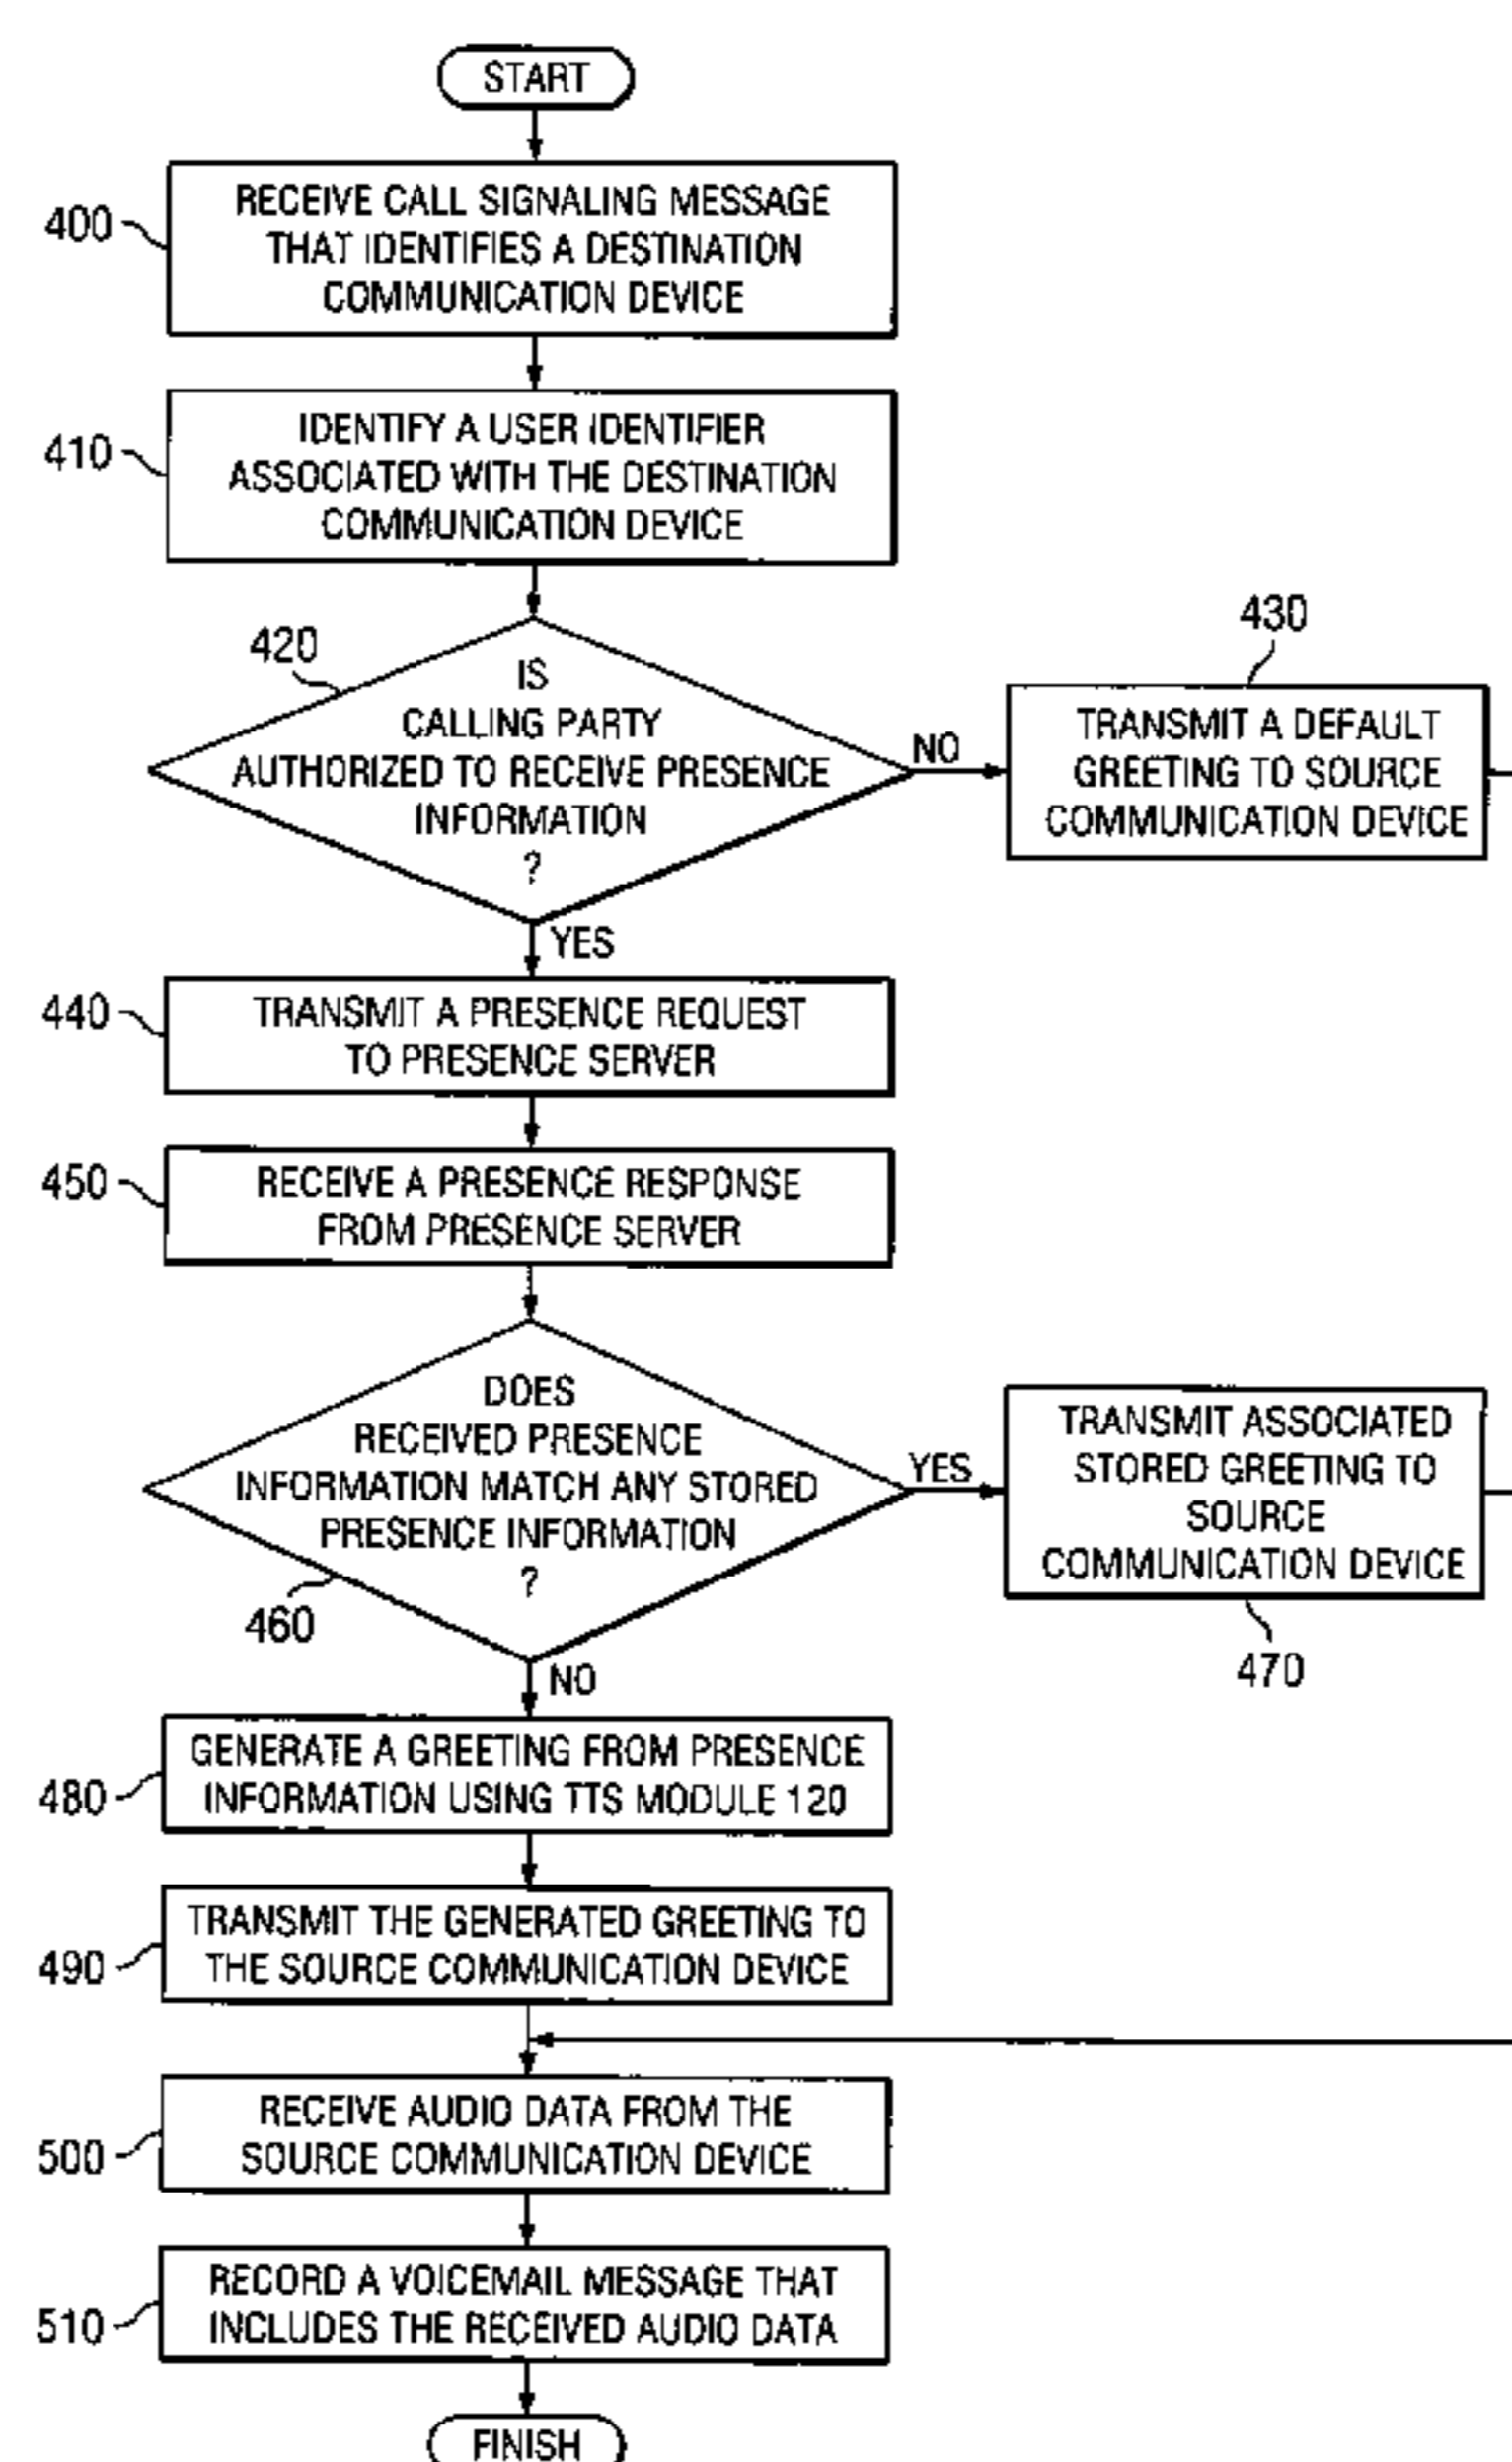 START
400
RECEIVE CALL SIGNALING MESSAGE
THAT IDENTIFIES A DESTINATION
COMMUNICATION DEVICE
410
IDENTIFY A USER IDENTIFIER
ASSOCIATED WITH THE DESTINATION
COMMUNICATION DEVICE
420
IS
CALLING PARTY
AUTHORIZED TO RECEIVE PRESENCE
INFORMATION
?
NO
430
TRANSMIT A DEFAULT
GREETING TO SOURCE
COMMUNICATION DEVICE
YES
440
TRANSMIT A PRESENCE REQUEST
TO PRESENCE SERVER
450
RECEIVE A PRESENCE RESPONSE
FROM PRESENCE SERVER
DOES
RECEIVED PRESENCE
INFORMATION MATCH ANY STORED
PRESENCE INFORMATION
?
460
YES
TRANSMIT ASSOCIATED
STORED GREETING TO
SOURCE
COMMUNICATION DEVICE
470
NO
480
GENERATE A GREETING FROM PRESENCE
INFORMATION USING TTS MODULE 120
490
TRANSMIT THE GENERATED GREETING TO
THE SOURCE COMMUNICATION DEVICE
500
RECEIVE AUDIO DATA FROM THE
SOURCE COMMUNICATION DEVICE
510
RECORD A VOICEMAIL MESSAGE THAT
INCLUDES THE RECEIVED AUDIO DATA
FINISH